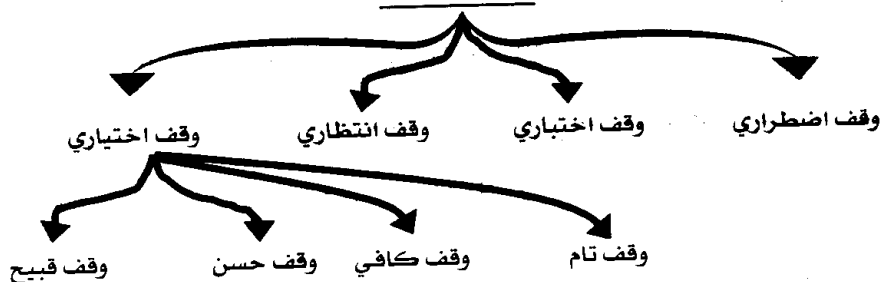 وقف اضطراري وقف اختباري وقف انتظاري وقف اختياري
وقف تام وقف كافي وقف حسن وقف قبيح